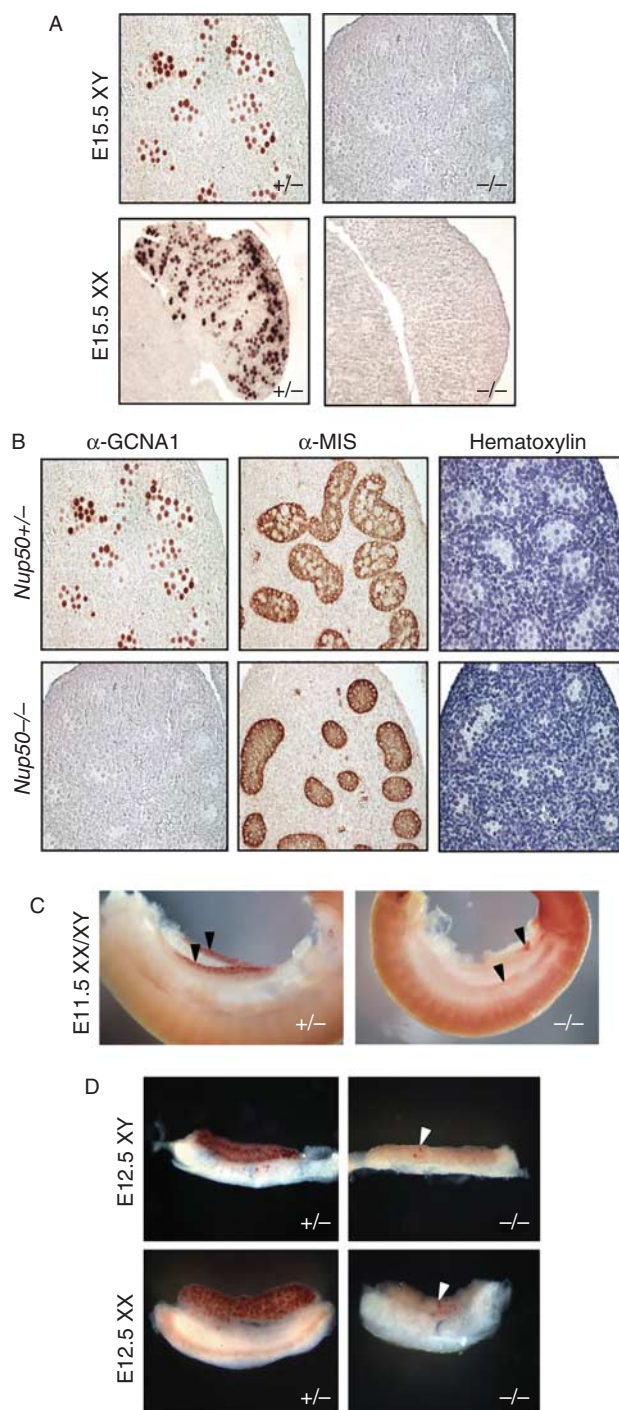 A
E15.5 XY
+/–
–/–
E15.5 XX
+/–
–/–
B
α-GCNA1 α-MIS Hematoxylin
Nup50+/–
Nup50–/–
C
E11.5 XX/XY
+/–
–/–
D
E12.5 XY
+/–
–/–
E12.5 XX
+/–
–/–